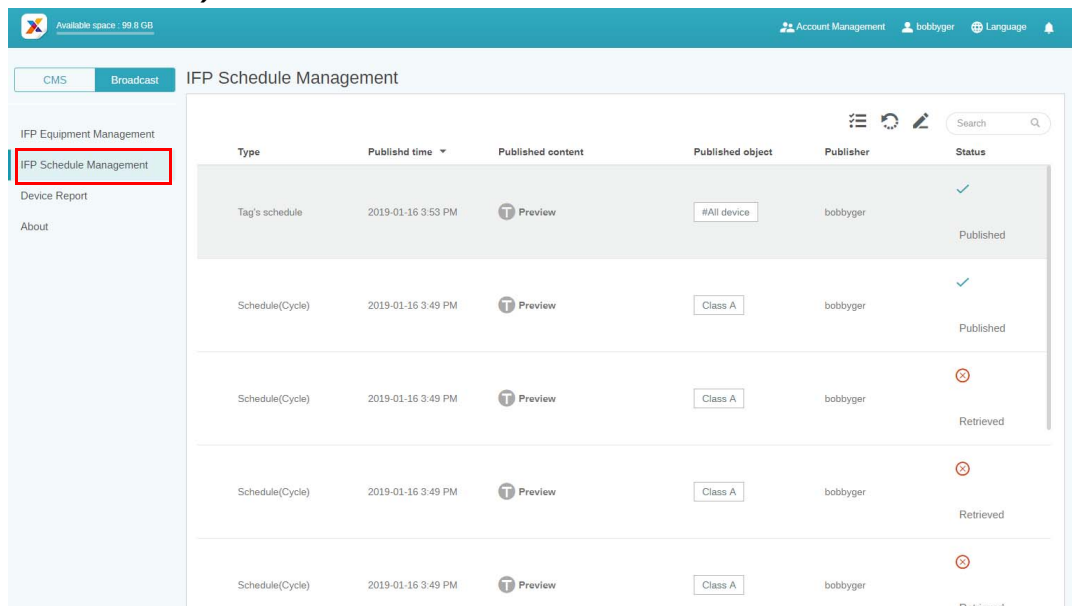 Available space : 99.8 GB
Account Management bobbyger Language
CMS Broadcast
IFP Schedule Management
IFP Equipment Management
IFP Schedule Management
Device Report
About
Search
Type Publishd time Published content Published object Publisher Status
Tag's schedule 2019-01-16 3:53 PM T Preview #All device bobbyger Published
Schedule(Cycle) 2019-01-16 3:49 PM T Preview Class A bobbyger Published
Schedule(Cycle) 2019-01-16 3:49 PM T Preview Class A bobbyger Retrieved
Schedule(Cycle) 2019-01-16 3:49 PM T Preview Class A bobbyger Retrieved
Schedule(Cycle) 2019-01-16 3:49 PM T Preview Class A bobbyger